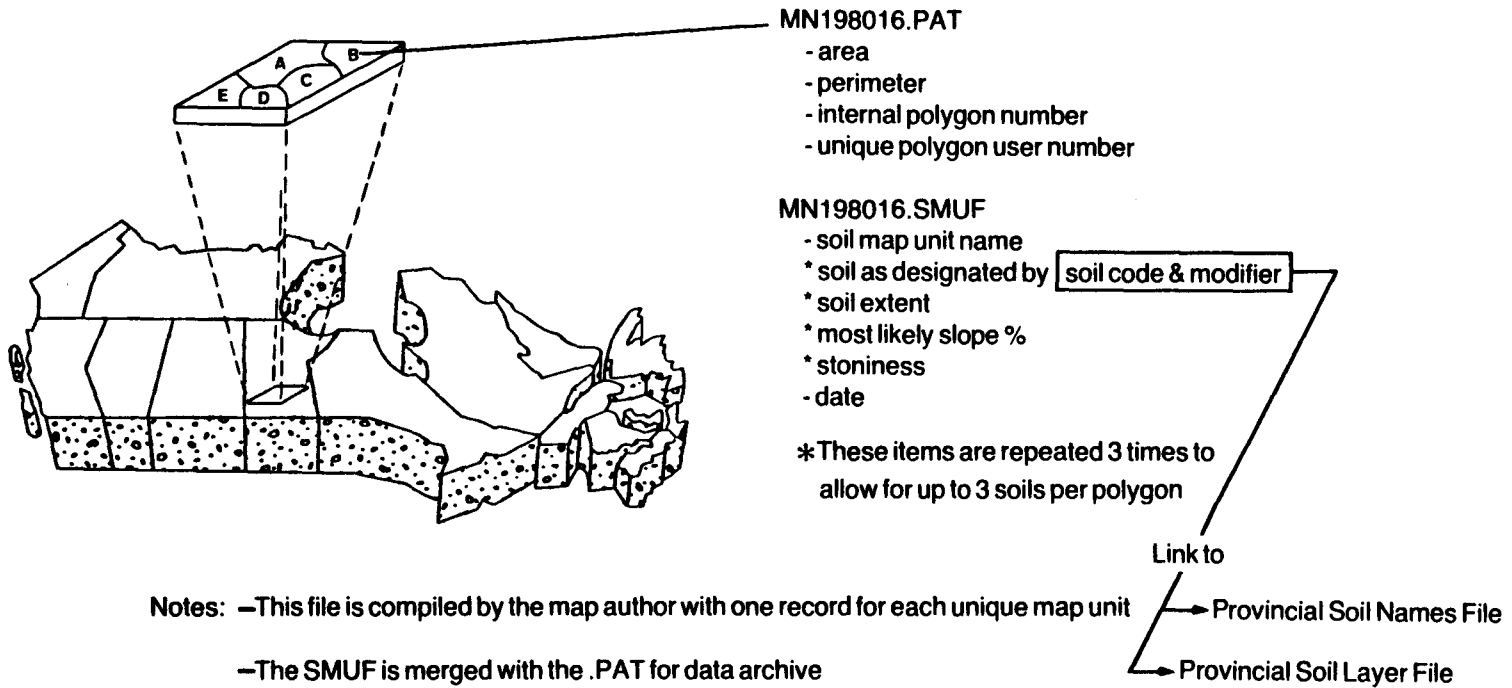 MN198016.PAT
- area
- perimeter
- internal polygon number
- unique polygon user number
A
B
C
E
D
MN198016.SMUF
- soil map unit name
* soil as designated by soil code & modifier
* soil extent
* most likely slope %
* stoniness
- date
* These items are repeated 3 times to
allow for up to 3 soils per polygon
Link to
Notes: –This file is compiled by the map author with one record for each unique map unit
Provincial Soil Names File
–The SMUF is merged with the .PAT for data archive
Provincial Soil Layer File